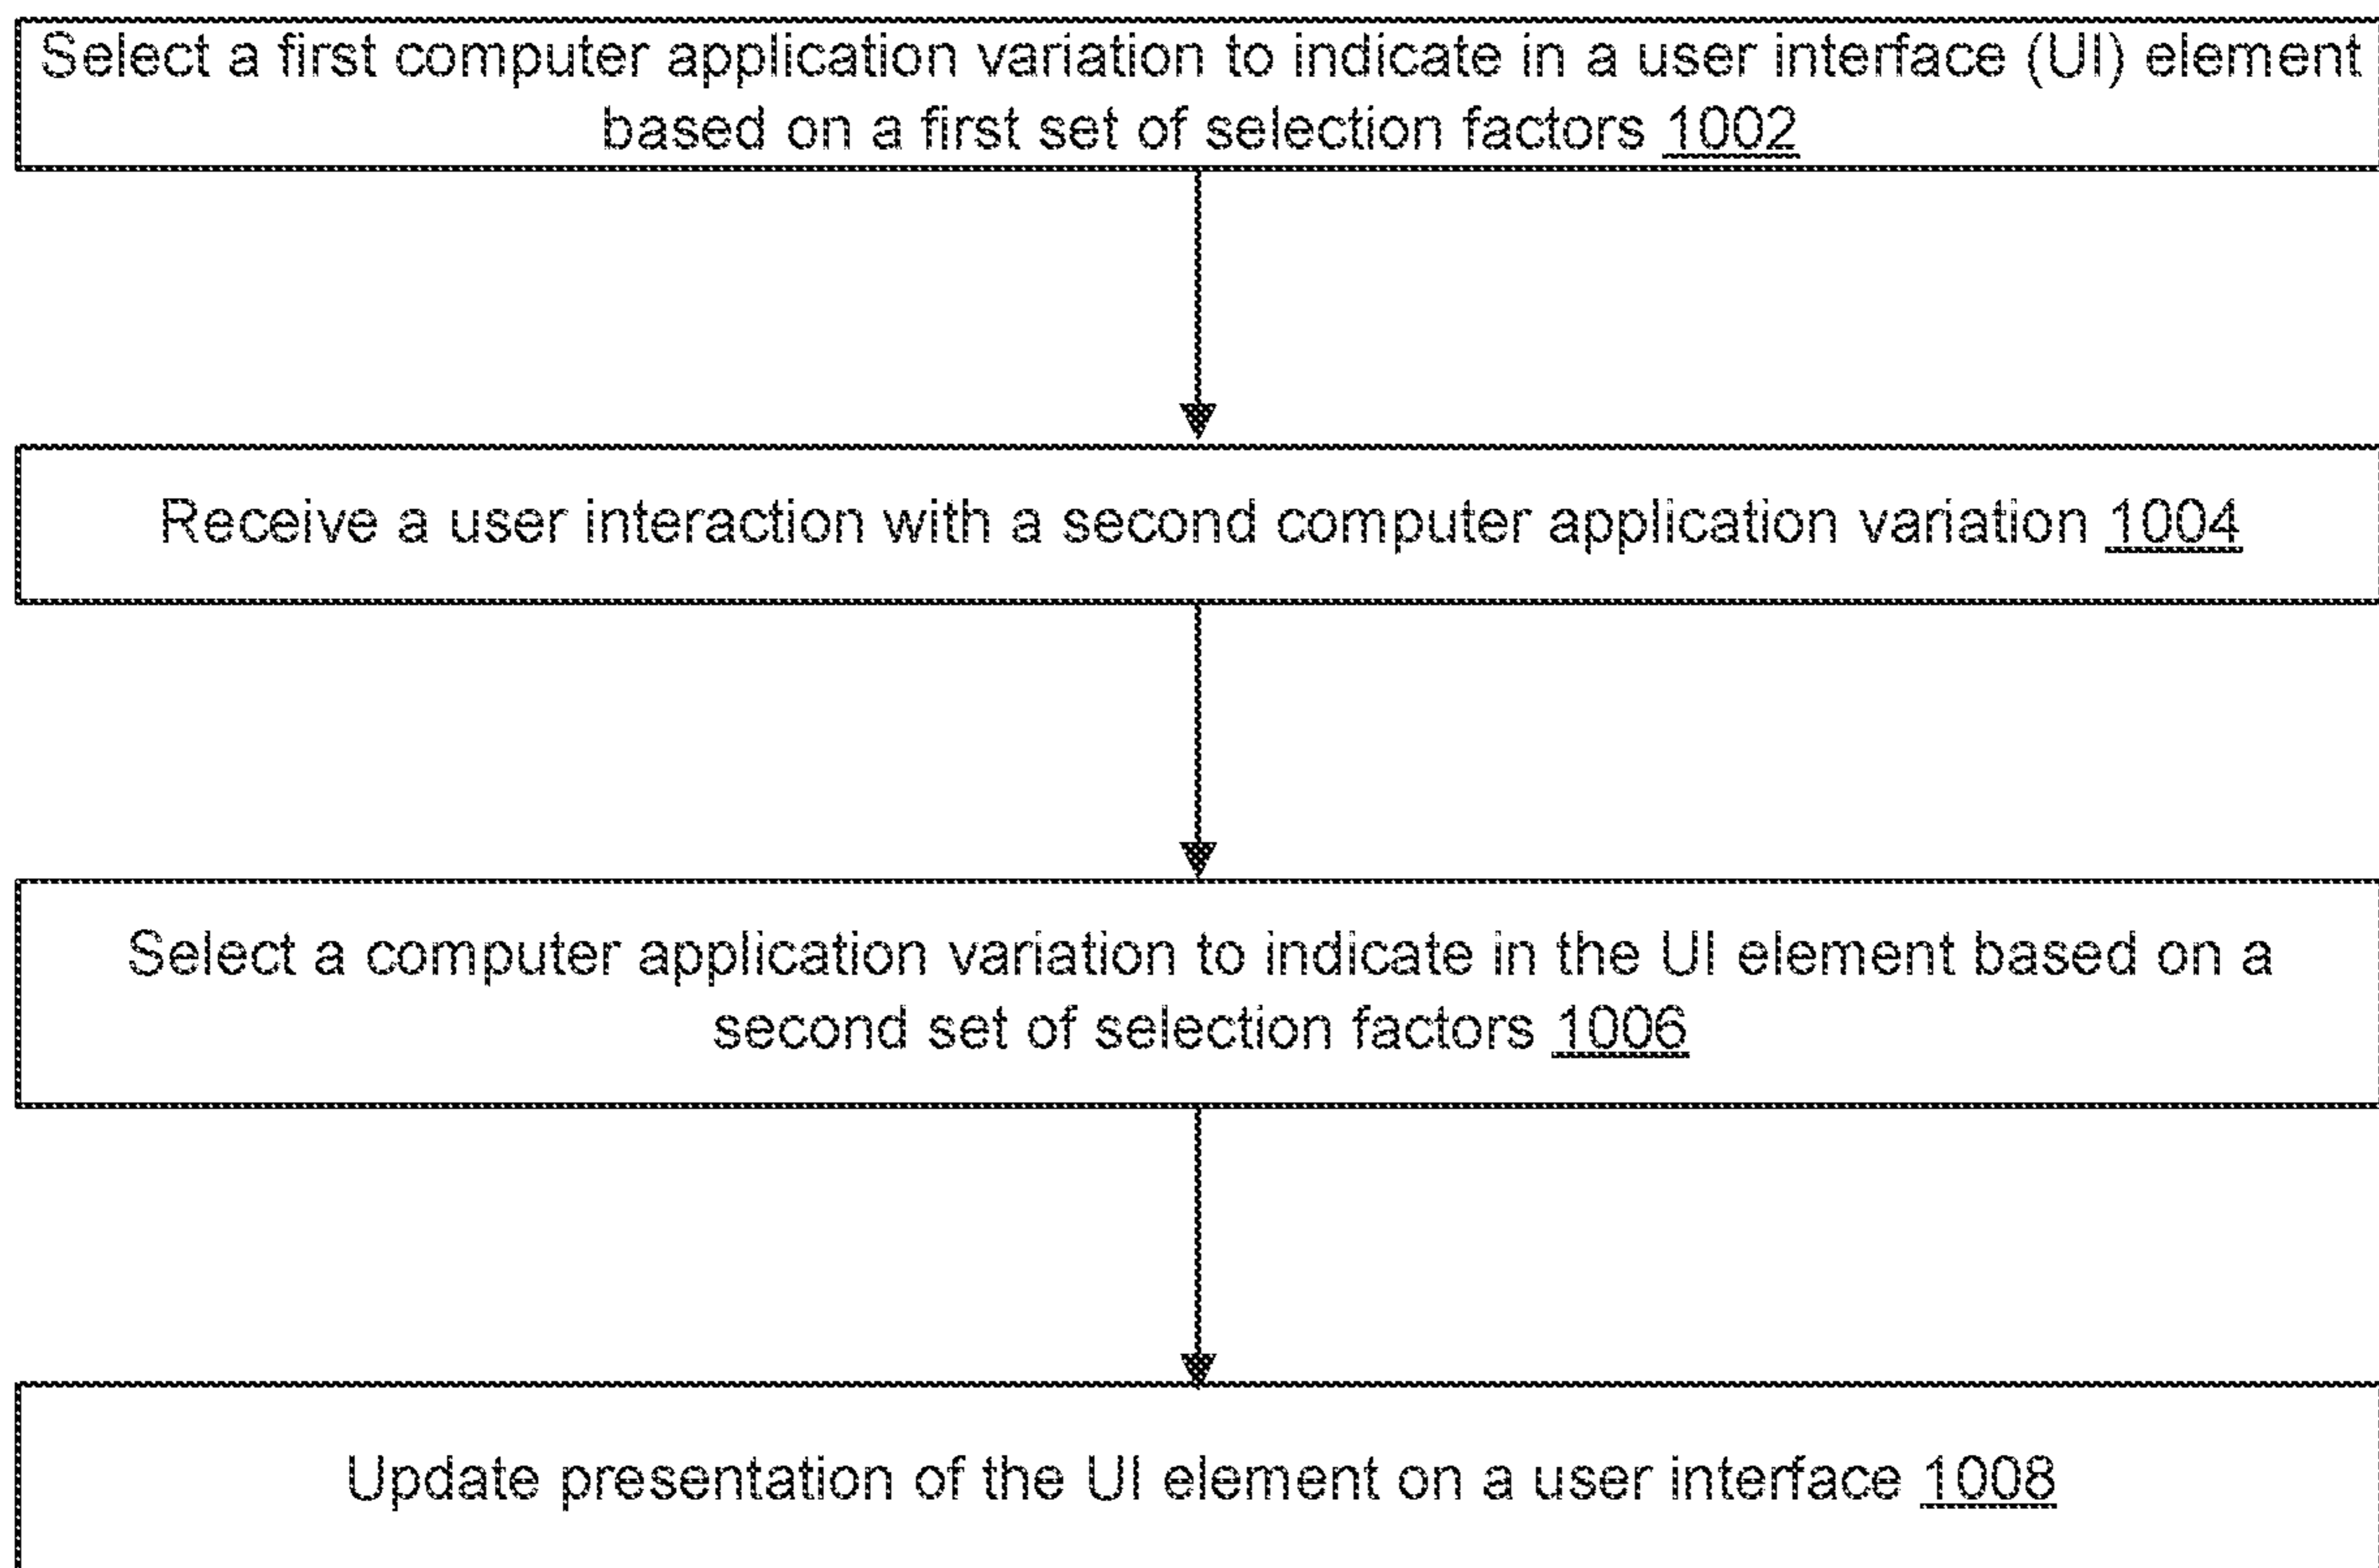 Select a first computer application variation to indicate in a user interface (UI) element
based on a first set of selection factors 1002
Receive a user interaction with a second computer application variation 1004
Select a computer application variation to indicate in the UI element based on a
second set of selection factors 1006
Update presentation of the UI element on a user interface 1008